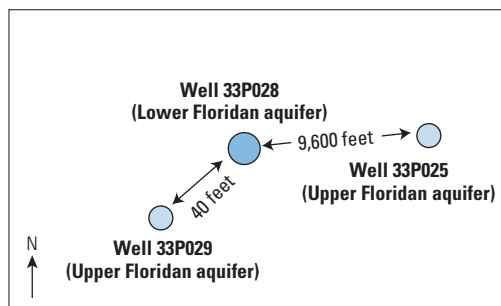 Well 33P028
(Lower Floridan aquifer)
9,600 feet
Well 33P025
(Upper Floridan aquifer)
40 feet
Well 33P029
(Upper Floridan aquifer)
N